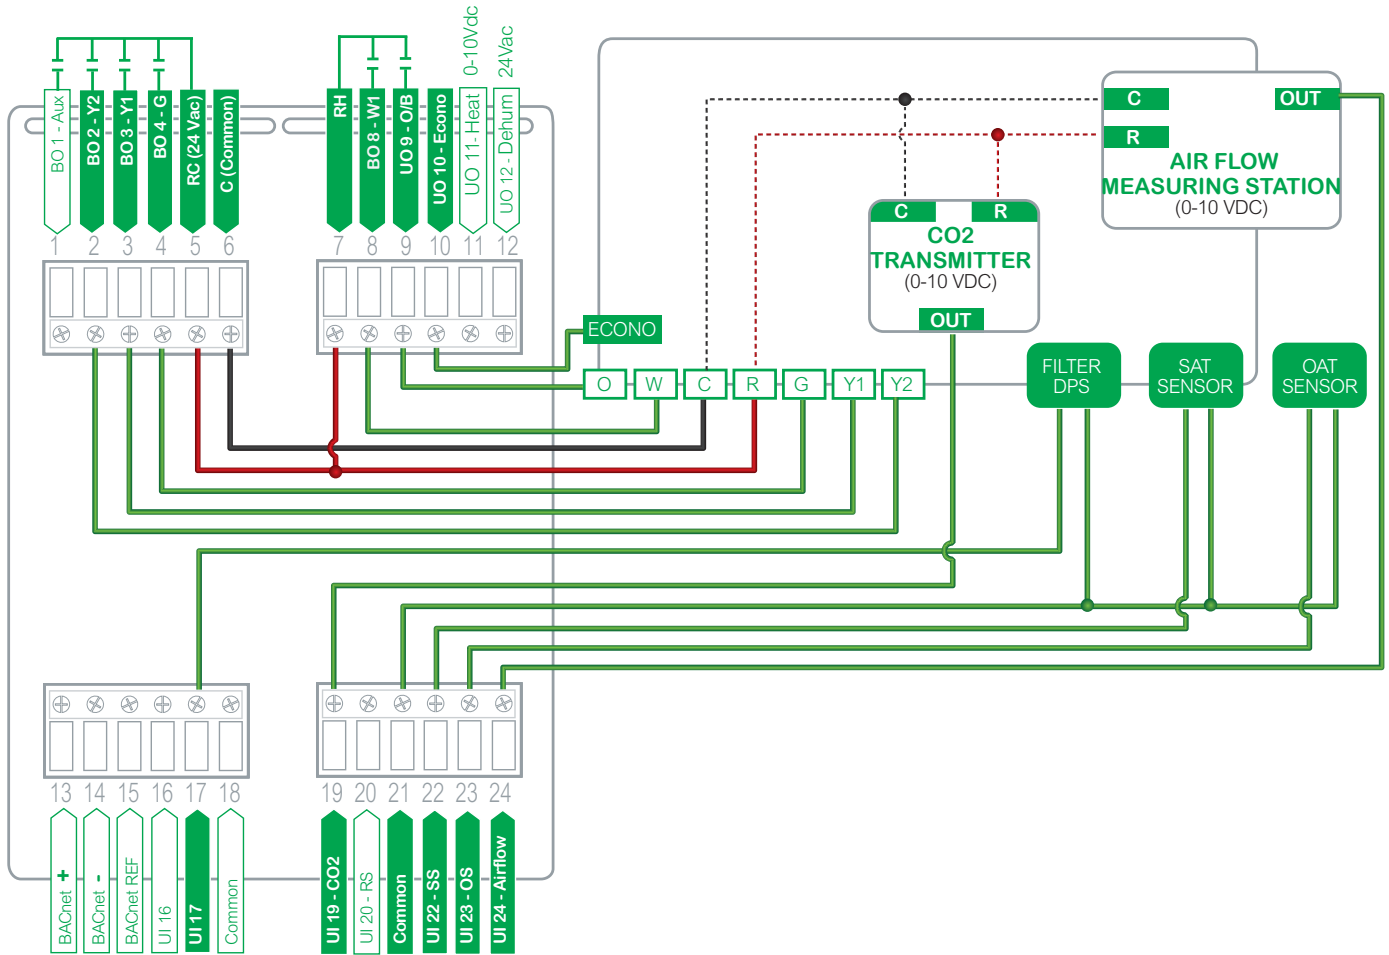 BO 1 - Aux
BO 2 - Y2
BO 3 - Y1
BO 4 - G
RC (24 Vac)
C (Common)
RH
BO 8 - W1
UO 9 - O/B
UO 10 - Econo
UO 11- Heat
0-10Vdc
UO 12 - Dehum
24Vac
1 2 3 4 5 6
7 8 9 10 11 12
C
OUT
R
AIR FLOW
MEASURING STATION
(0-10 VDC)
C R
CO2
TRANSMITTER
(0-10 VDC)
OUT
ECONO
O W C R G Y1 Y2
FILTER
DPS
SAT
SENSOR
OAT
SENSOR
13 14 15 16 17 18
19 20 21 22 23 24
BACnet +
BACnet -
BACnet REF
UI 16
UI 17
Common
UI 19 - CO2
UI 20 - RS
Common
UI 22 - SS
UI 23 - OS
UI 24 - Airflow